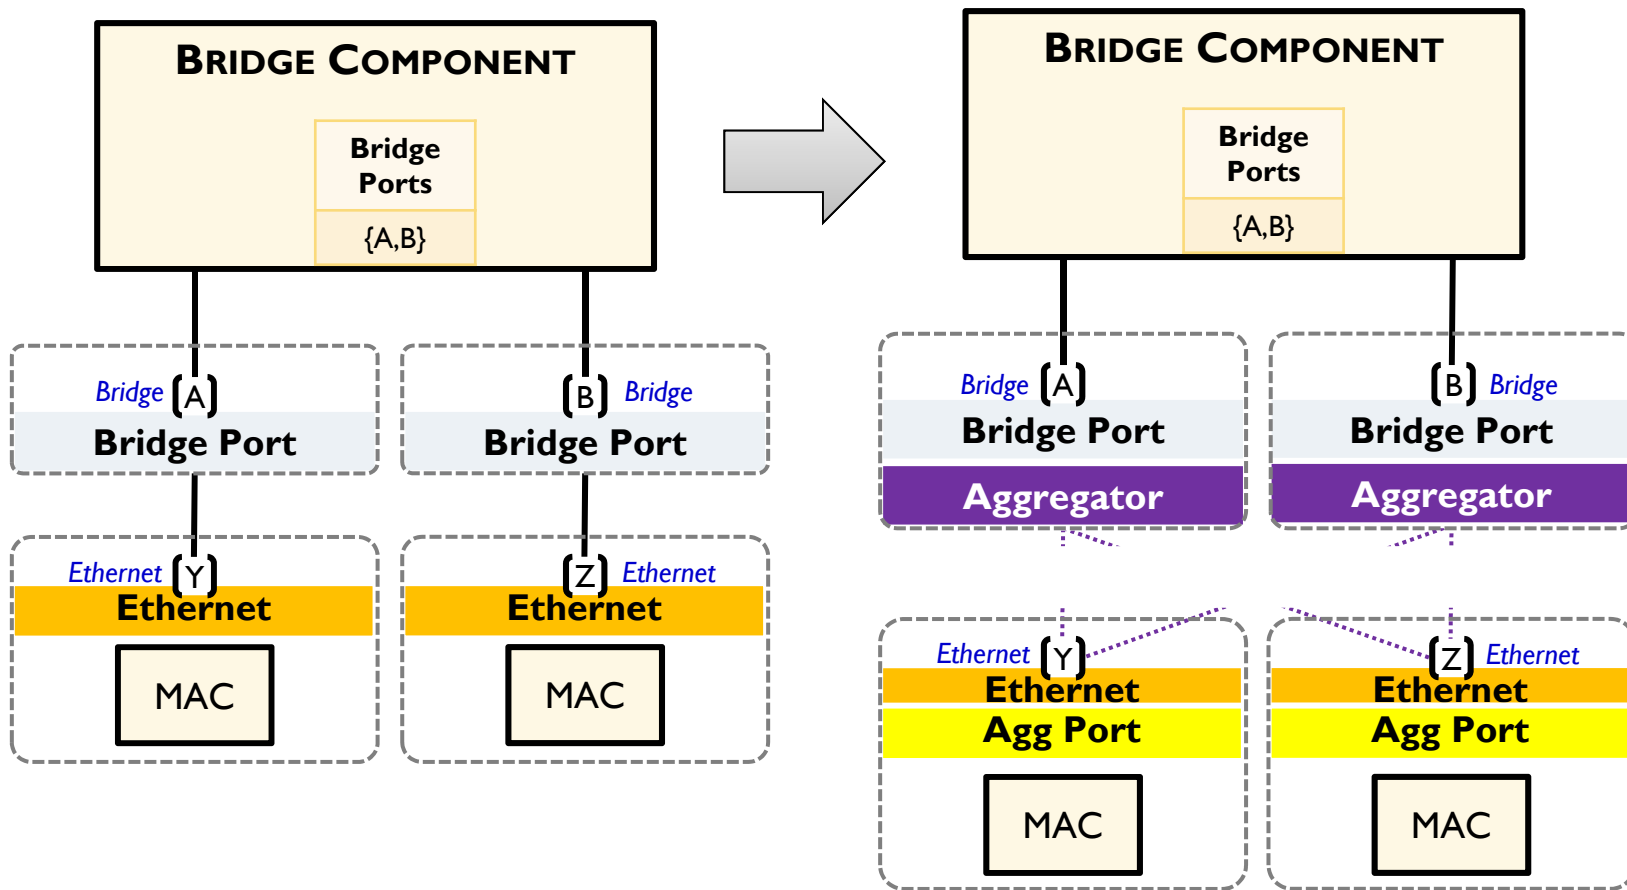 BRIDGE COMPONENT
Bridge
Ports
{A,B}
Bridge [A]
[B] Bridge
Bridge Port
Bridge Port
Ethernet [Y]
[Z] Ethernet
Ethernet
Ethernet
MAC
MAC
BRIDGE COMPONENT
Bridge
Ports
{A,B}
Bridge [A]
[B] Bridge
Bridge Port
Bridge Port
Aggregator
Aggregator
Ethernet [Y]
[Z] Ethernet
Ethernet
Ethernet
Agg Port
Agg Port
MAC
MAC